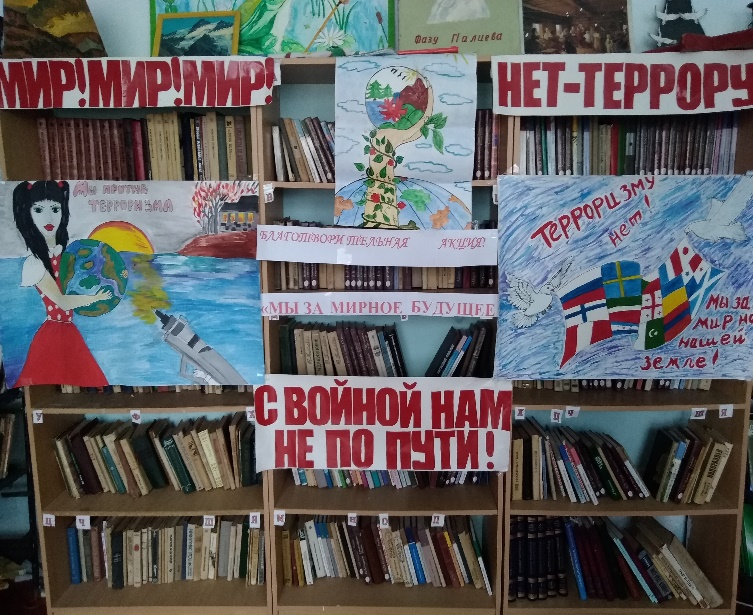 Фазу Гъалиева
МИР!МИР!МИР!
НЕТ-ТЕРРОРУ
Мы против
ТЕРРОРИЗМА
ТЕРРОРИЗМУ
нет!
БЛАГОТВОРИТЕЛЬНАЯ АКЦИЯ!
«МЫ ЗА МИРНОЕ БУДУЩЕЕ
Мы за
мир на
нашей
земле!
С ВОЙНОЙ НАМ
НЕ ПО ПУТИ!
У Ф Х
Ц Ч Ш Я